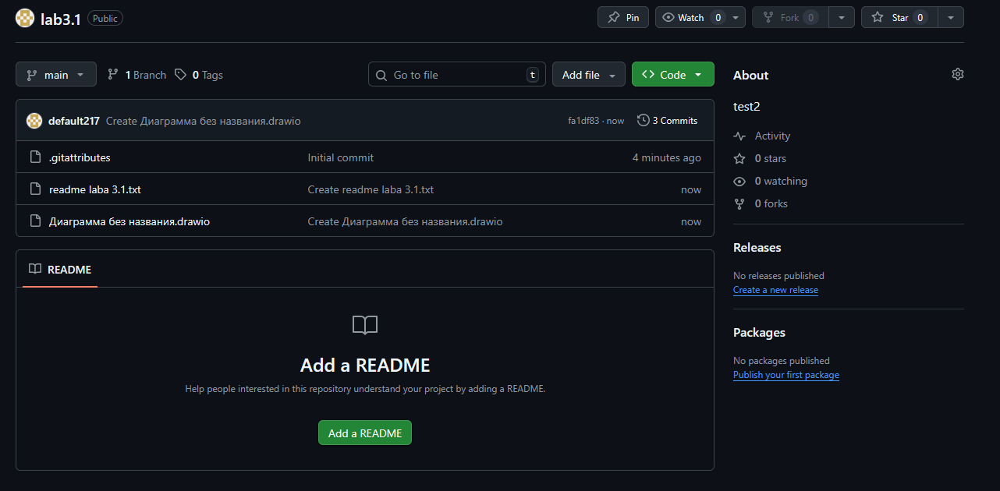 lab3.1 Public Pin Watch 0 Fork 0 Star 0
main 1 Branch 0 Tags Go to file t Add file Code
default217 Create Диаграмма без названия.drawio fa1df83 · now 3 Commits
.gitattributes Initial commit 4 minutes ago
readme laba 3.1.txt Create readme laba 3.1.txt now
Диаграмма без названия.drawio Create Диаграмма без названия.drawio now
README
Add a README
Help people interested in this repository understand your project by adding a README.
Add a README
About
test2
Activity
0 stars
0 watching
0 forks
Releases
No releases published
Create a new release
Packages
No packages published
Publish your first package